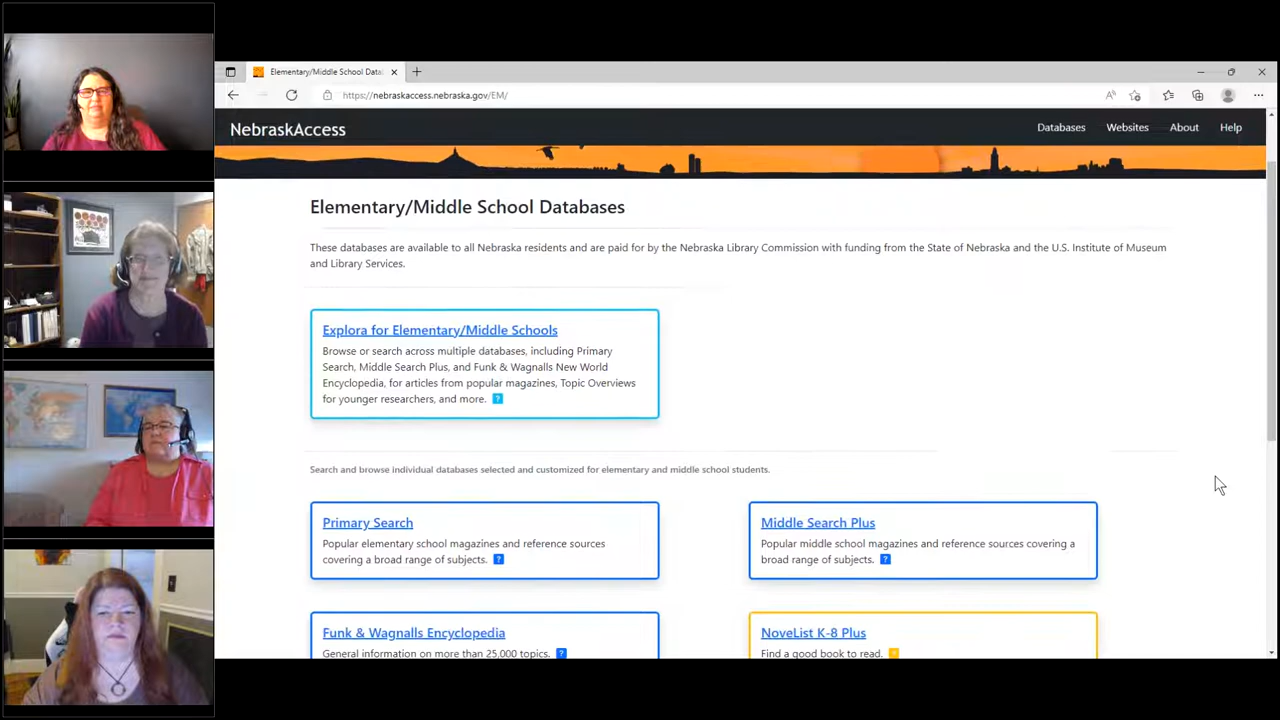 Elementary/Middle School Data
https://nebraskaccess.nebraska.gov/EM/
NebraskAccess
Databases Websites About Help
Elementary/Middle School Databases
These databases are available to all Nebraska residents and are paid for by the Nebraska Library Commission with funding from the State of Nebraska and the U.S. Institute of Museum
and Library Services.
Explora for Elementary/Middle Schools
Browse or search across multiple databases, including Primary
Search, Middle Search Plus, and Funk & Wagnalls New World
Encyclopedia, for articles from popular magazines, Topic Overviews
for younger researchers, and more. ?
Search and browse individual databases selected and customized for elementary and middle school students.
Primary Search
Popular elementary school magazines and reference sources
covering a broad range of subjects. ?
Middle Search Plus
Popular middle school magazines and reference sources covering a
broad range of subjects. ?
Funk & Wagnalls Encyclopedia
General information on more than 25,000 topics. ?
NoveList K-8 Plus
Find a good book to read.